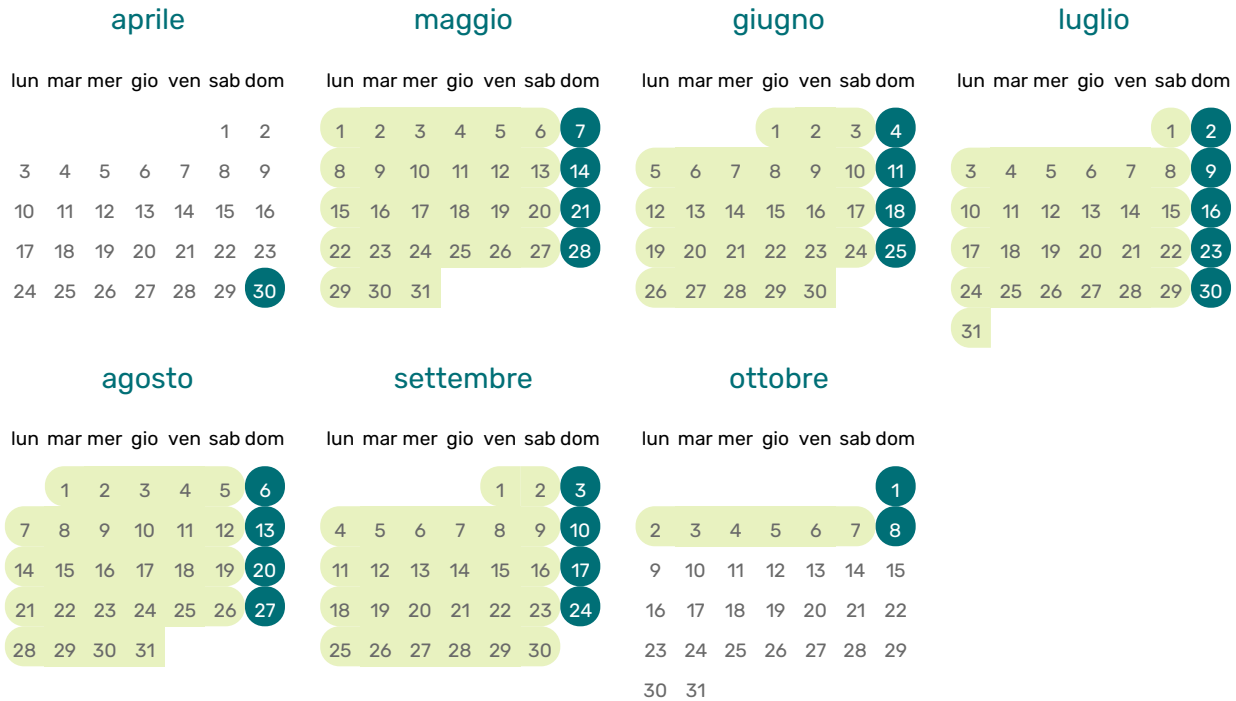 aprile
lun mar mer gio ven sab dom
1 2
3 4 5 6 7 8 9
10 11 12 13 14 15 16
17 18 19 20 21 22 23
24 25 26 27 28 29 30
maggio
lun mar mer gio ven sab dom
1 2 3 4 5 6 7
8 9 10 11 12 13 14
15 16 17 18 19 20 21
22 23 24 25 26 27 28
29 30 31
giugno
lun mar mer gio ven sab dom
1 2 3 4
5 6 7 8 9 10 11
12 13 14 15 16 17 18
19 20 21 22 23 24 25
26 27 28 29 30
luglio
lun mar mer gio ven sab dom
1 2
3 4 5 6 7 8 9
10 11 12 13 14 15 16
17 18 19 20 21 22 23
24 25 26 27 28 29 30
31
agosto
lun mar mer gio ven sab dom
1 2 3 4 5 6
7 8 9 10 11 12 13
14 15 16 17 18 19 20
21 22 23 24 25 26 27
28 29 30 31
settembre
lun mar mer gio ven sab dom
1 2 3
4 5 6 7 8 9 10
11 12 13 14 15 16 17
18 19 20 21 22 23 24
25 26 27 28 29 30
ottobre
lun mar mer gio ven sab dom
1
2 3 4 5 6 7 8
9 10 11 12 13 14 15
16 17 18 19 20 21 22
23 24 25 26 27 28 29
30 31